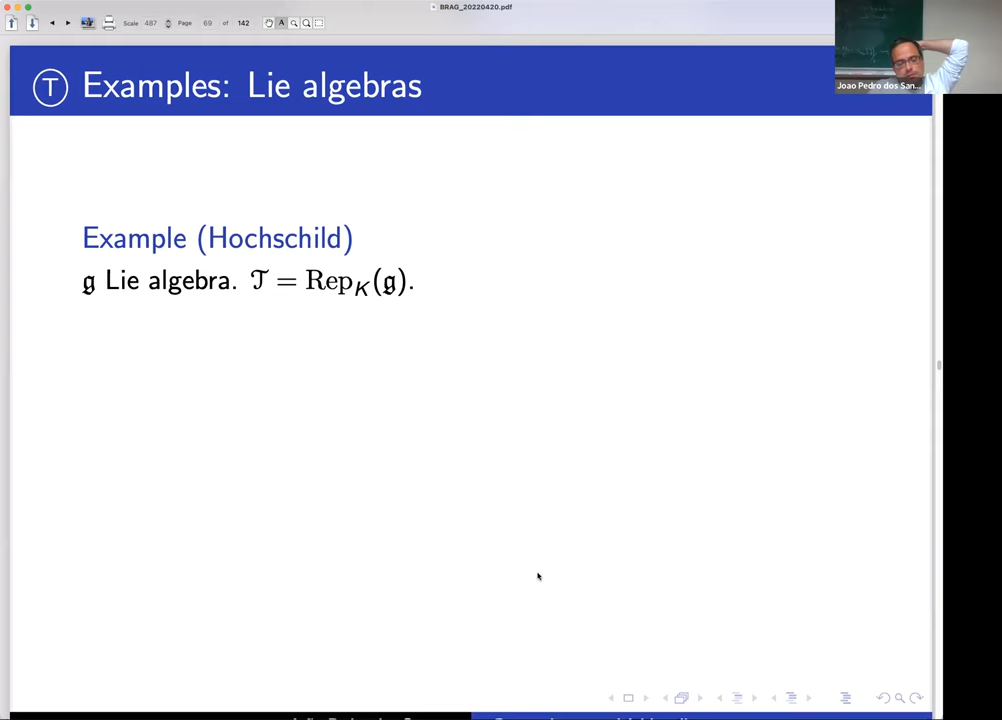 BRAG_20220420.pdf
Scale 487 Page 69 of 142
Joao Pedro dos San...
T Examples: Lie algebras
Example (Hochschild)
𝔤 Lie algebra. 𝒯 = Rep_K(𝔤).